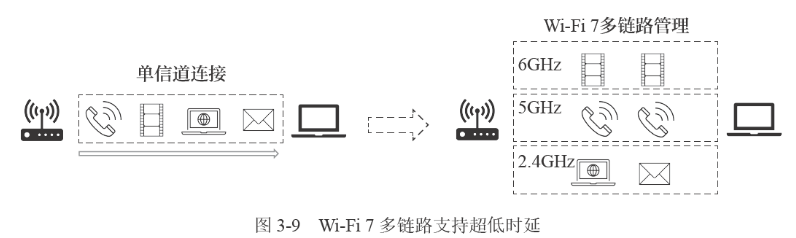 Wi-Fi 7多链路管理
单信道连接
6GHz
5GHz
2.4GHz
图 3-9 Wi-Fi 7 多链路支持超低时延